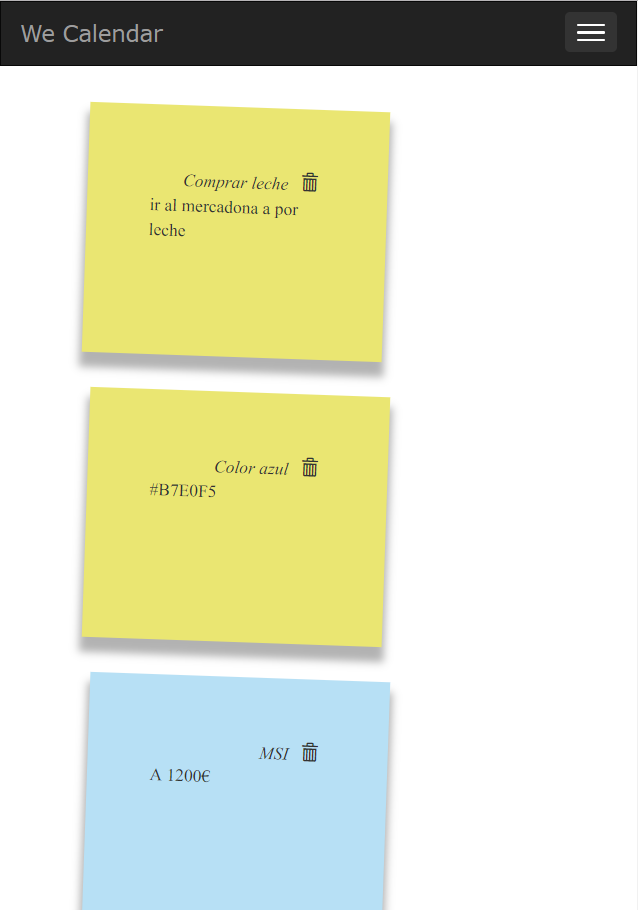 We Calendar
Comprar leche
ir al mercadona a por
leche
Color azul
#B7E0F5
MSI
A 1200€